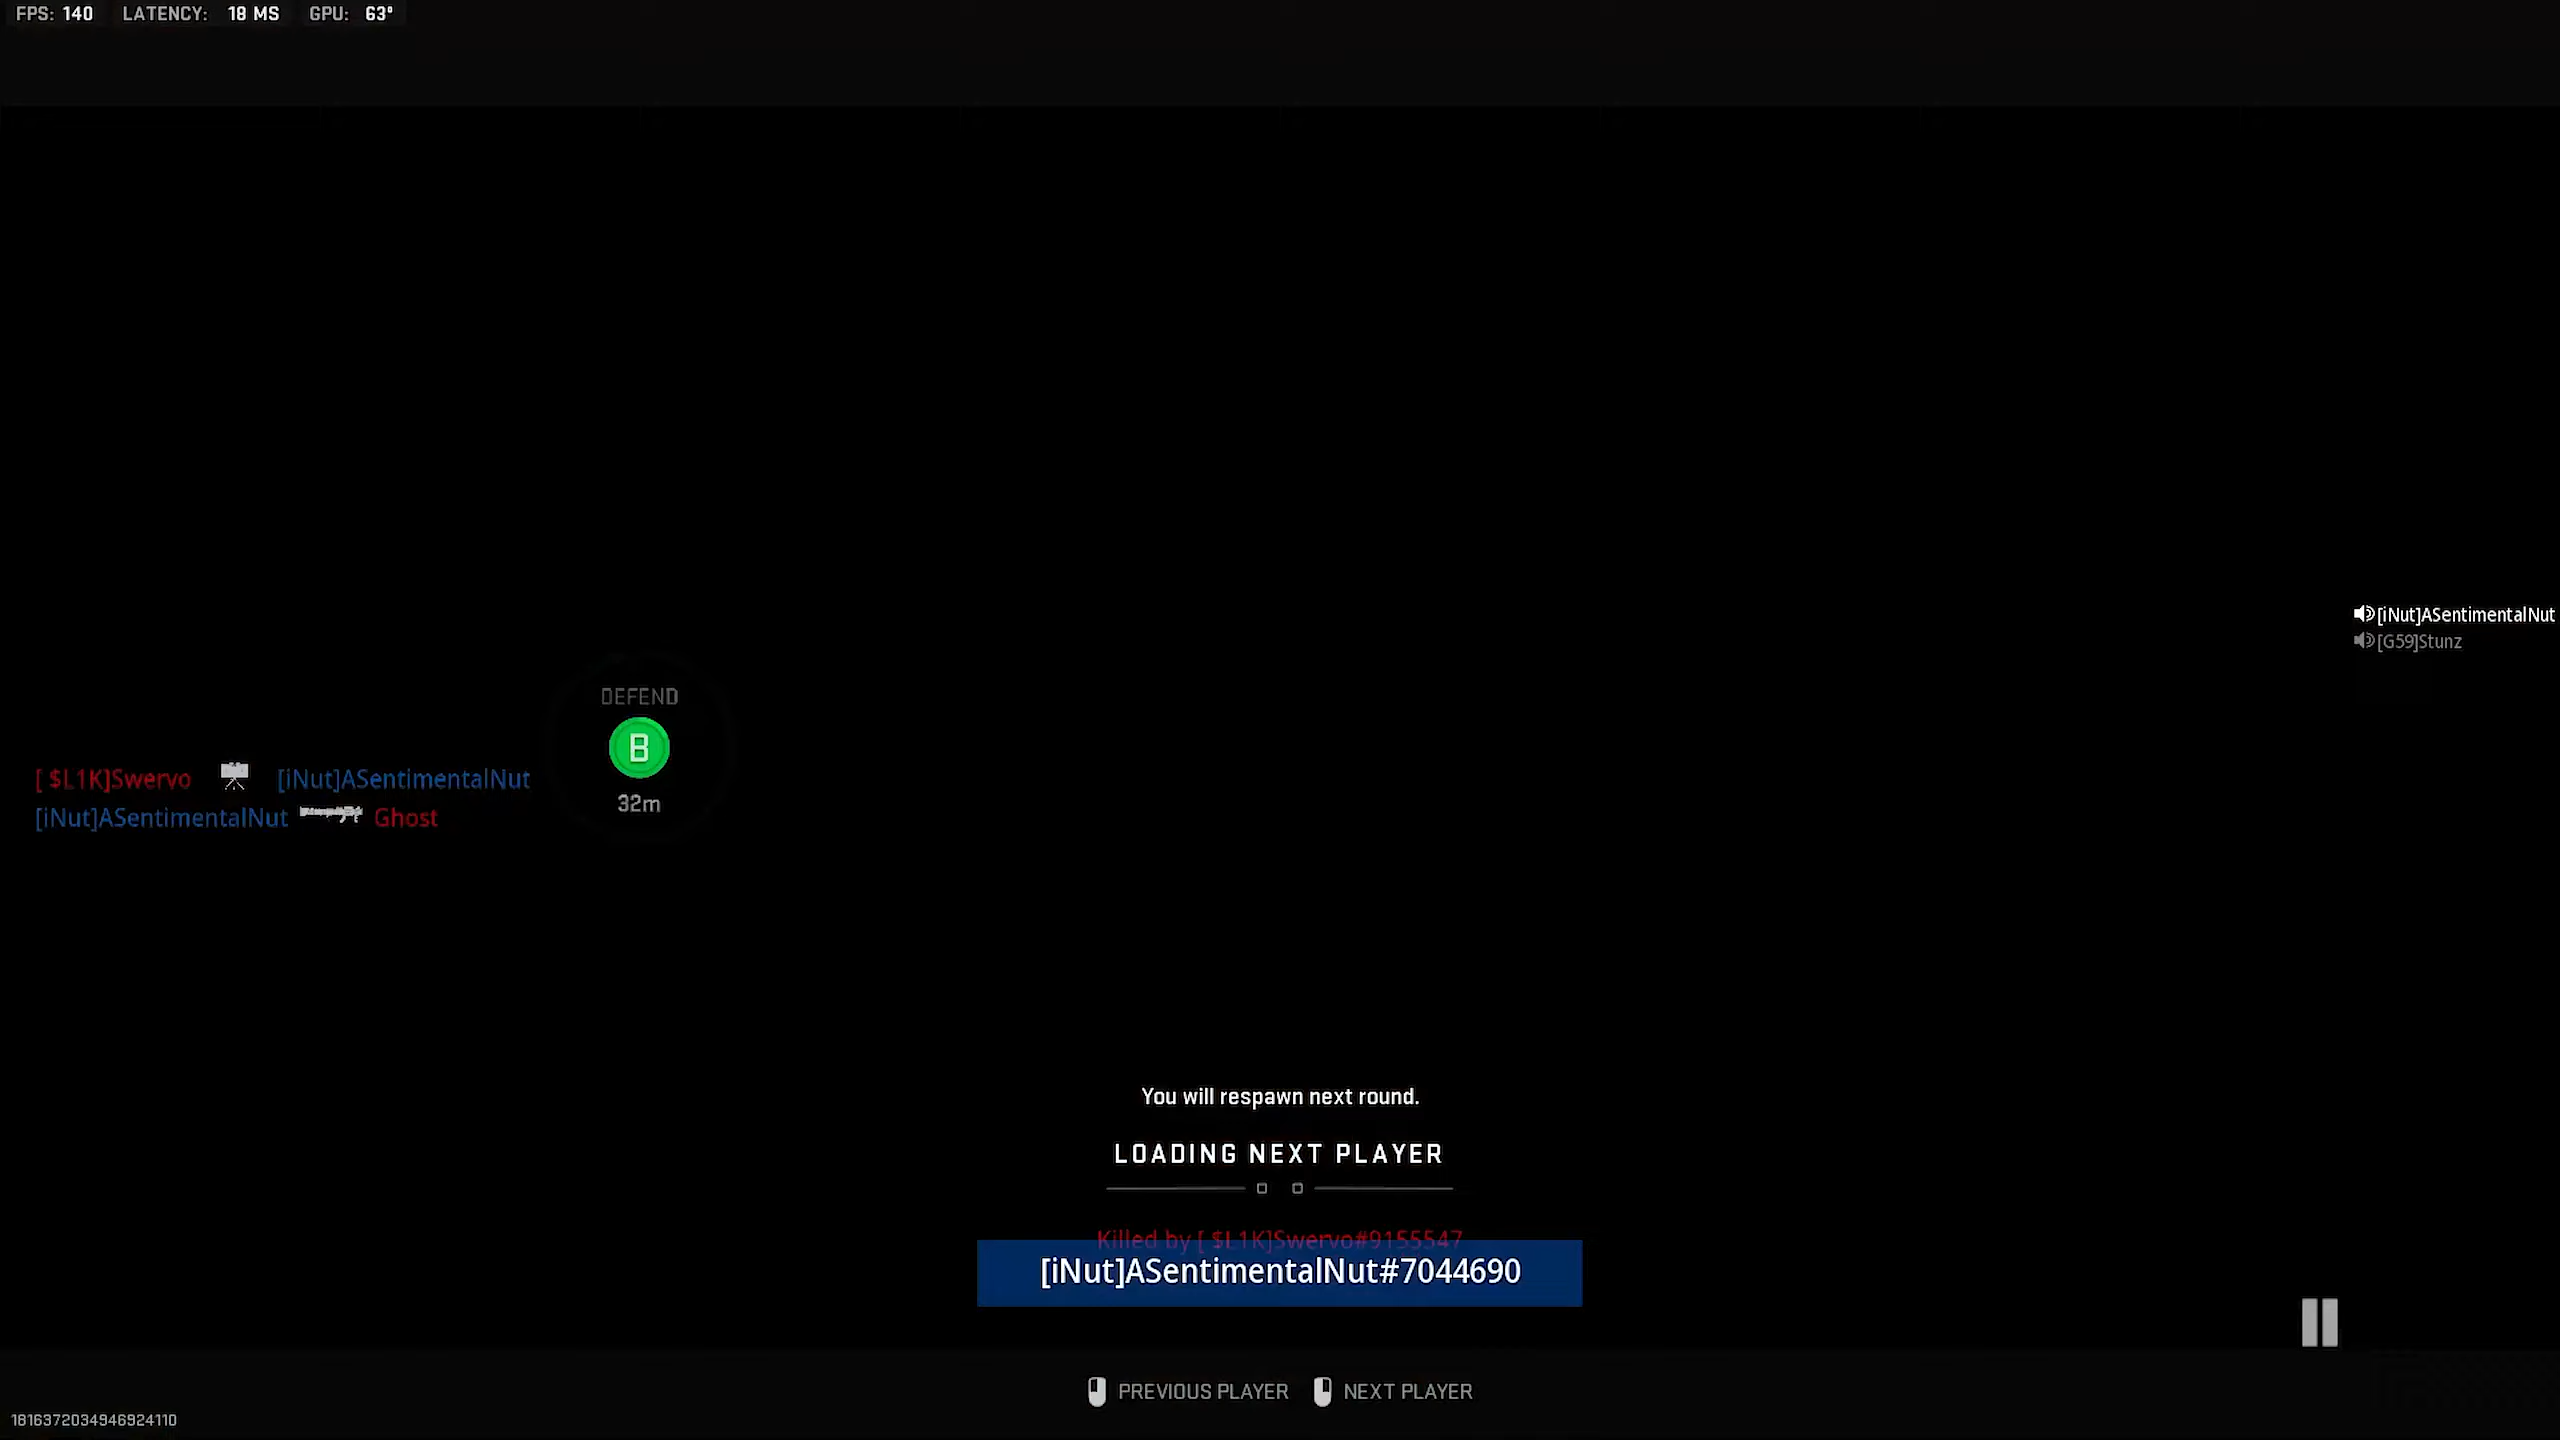 FPS: 140 LATENCY: 18 MS GPU: 63°
[iNut]ASentimentalNut
[G59]Stunz
DEFEND
B
32m
[ $L1K]Swervo [iNut]ASentimentalNut
[iNut]ASentimentalNut Ghost
You will respawn next round.
LOADING NEXT PLAYER
Killed by [ $L1K]Swervo#9155547
[iNut]ASentimentalNut#7044690
PREVIOUS PLAYER NEXT PLAYER
1816372034946924110